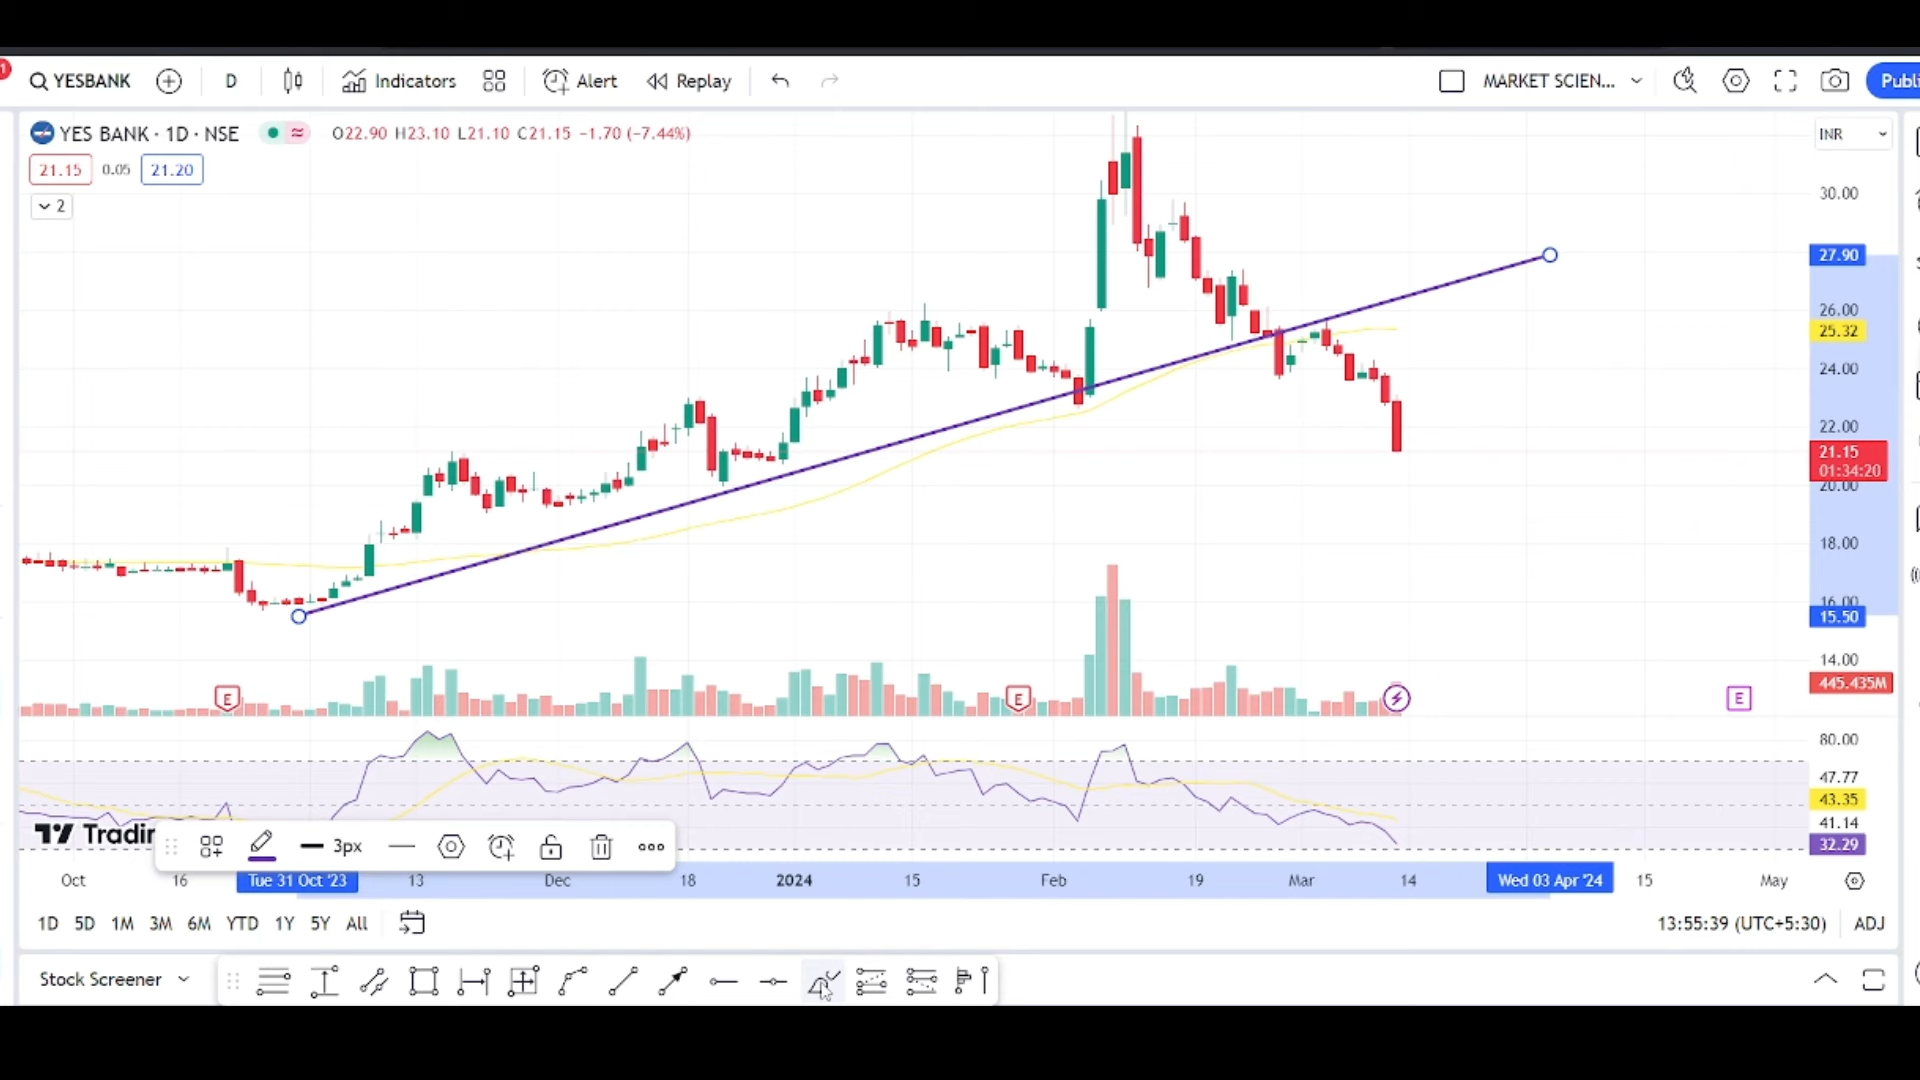 1
YESBANK
D
Indicators
Alert
Replay
MARKET SCIEN...
Publi
YES BANK · 1D · NSE
O22.90 H23.10 L21.10 C21.15 −1.70 (−7.44%)
INR
21.15 0.05 21.20
2
30.00
27.90
26.00
25.32
24.00
22.00
21.15
01:34:20
20.00
18.00
16.00
15.50
14.00
445.435M
E
E
E
80.00
47.77
43.35
41.14
32.29
Tradin
3px
Oct 16 Tue 31 Oct '23 13 Dec 18 2024 15 Feb 19 Mar 14 Wed 03 Apr '24 15 May
1D 5D 1M 3M 6M YTD 1Y 5Y All
13:55:39 (UTC+5:30) ADJ
Stock Screener